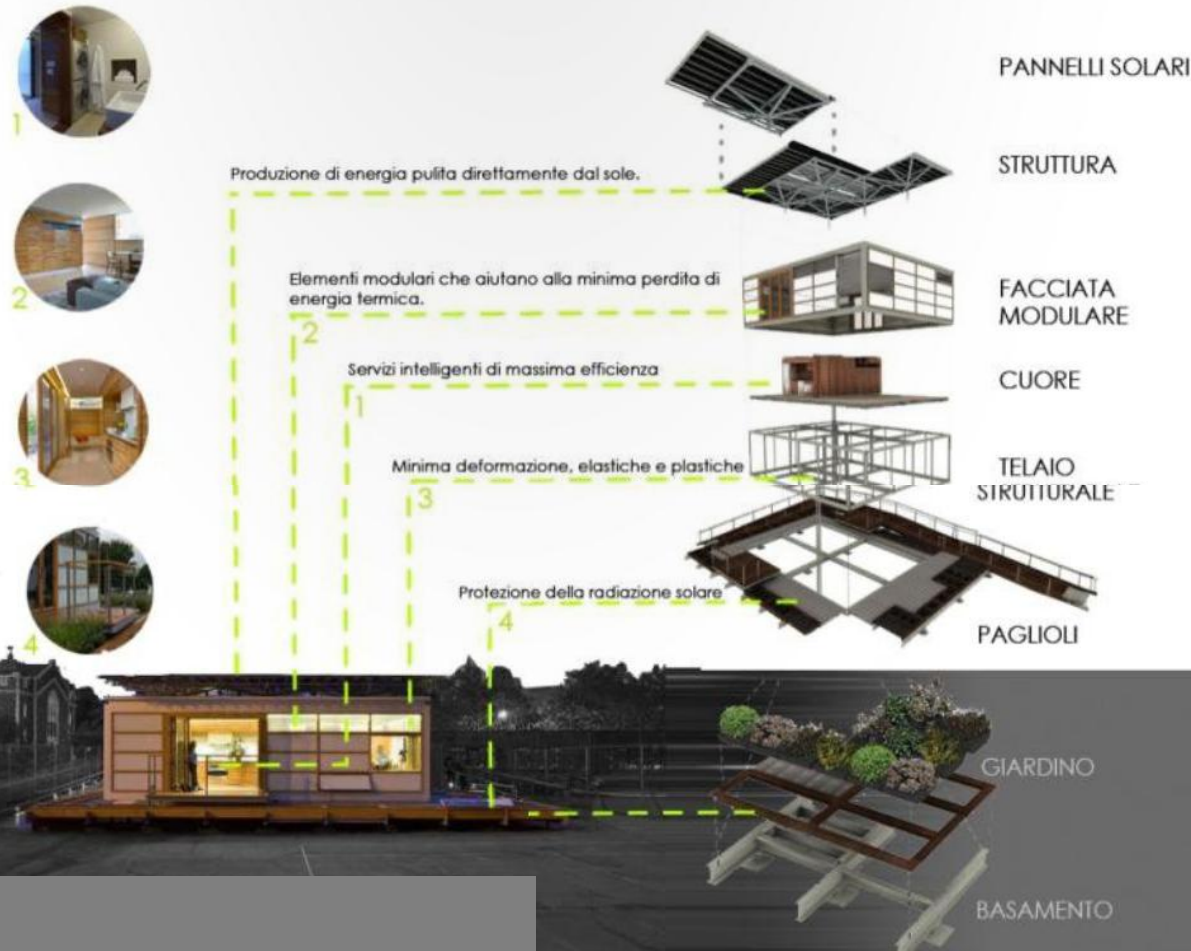 1
2
3
4
PANNELLI SOLARI
Produzione di energia pulita direttamente dal sole.
STRUTTURA
Elementi modulari che aiutano alla minima perdita di
energia termica.
2
FACCIATA
MODULARE
Servizi intelligenti di massima efficienza
1
CUORE
Minima deformazione, elastiche e plastiche
3
TELAIO
STRUTTURALE
Protezione della radiazione solare
4
PAGLIOLI
GIARDINO
BASAMENTO